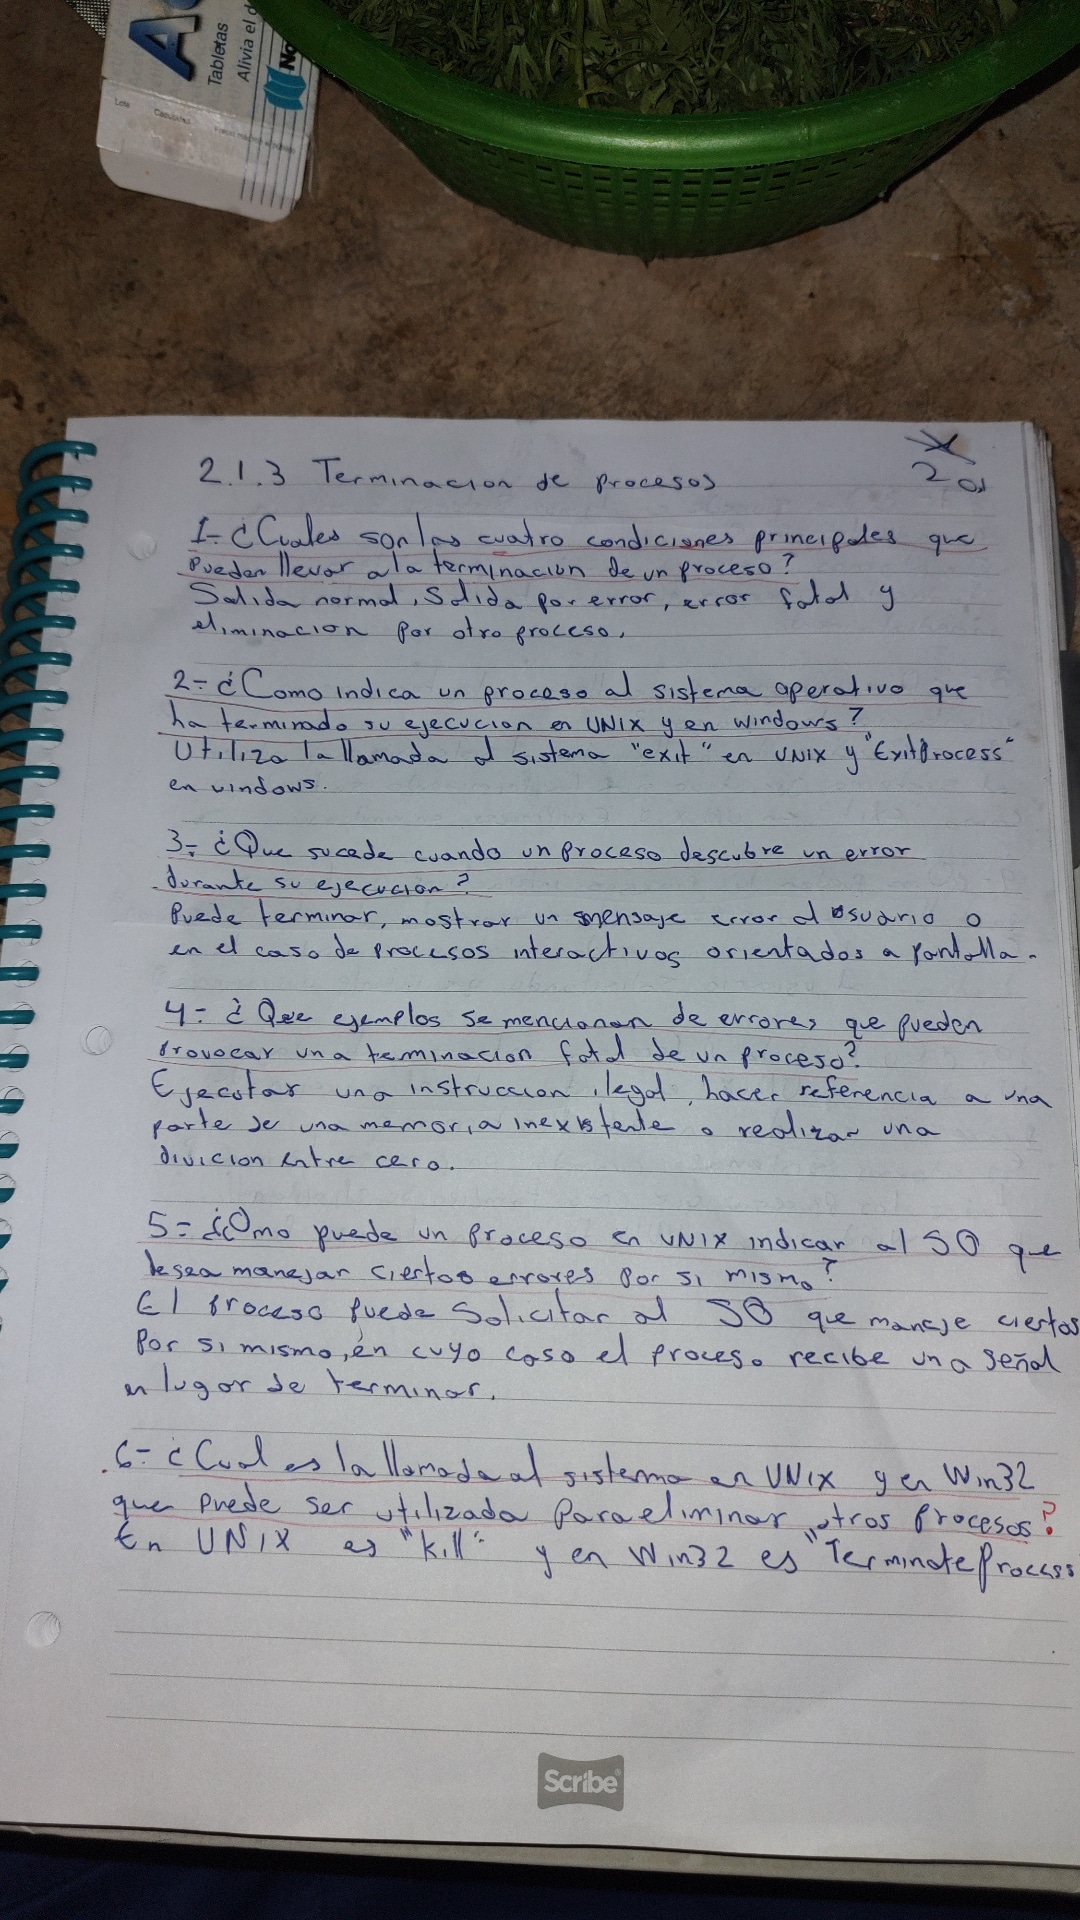 A
Tabletas
Alivia el d
No
Lote
2.1.3 Terminacion de procesos
2
1- ¿Cuales son las cuatro condiciones principales que
pueden llevar a la terminacion de un proceso?
Salida normal, Salida por error, error fatal y
eliminacion por otro proceso.
2- ¿Como indica un proceso al sistema operativo que
ha terminado su ejecucion en UNIX y en windows?
Utiliza la llamada al sistema "exit" en UNIX y "ExitProcess"
en windows.
3- ¿Que sucede cuando un proceso descubre un error
durante su ejecucion?
Puede terminar, mostrar un mensaje error al usuario o
en el caso de procesos interactivos orientados a pantalla.
4- ¿Que ejemplos se mencionan de errores que pueden
provocar una terminacion fatal de un proceso?
Ejecutar una instruccion ilegal, hacer referencia a una
parte de una memoria inexistente o realizar una
divicion entre cero.
5- ¿cOmo puede un proceso en UNIX indicar al SO que
desea manejar ciertos errores por si mismo?
El proceso puede Solicitar al SO que maneje ciertos
por si mismo, en cuyo caso el proceso recibe una señal
en lugar de terminar.
6- ¿Cual es la llamada al sistema en UNIX y en Win32
que puede ser utilizada para eliminar otros procesos?
En UNIX es "kill" y en Win32 es "TerminateProcess
Scribe